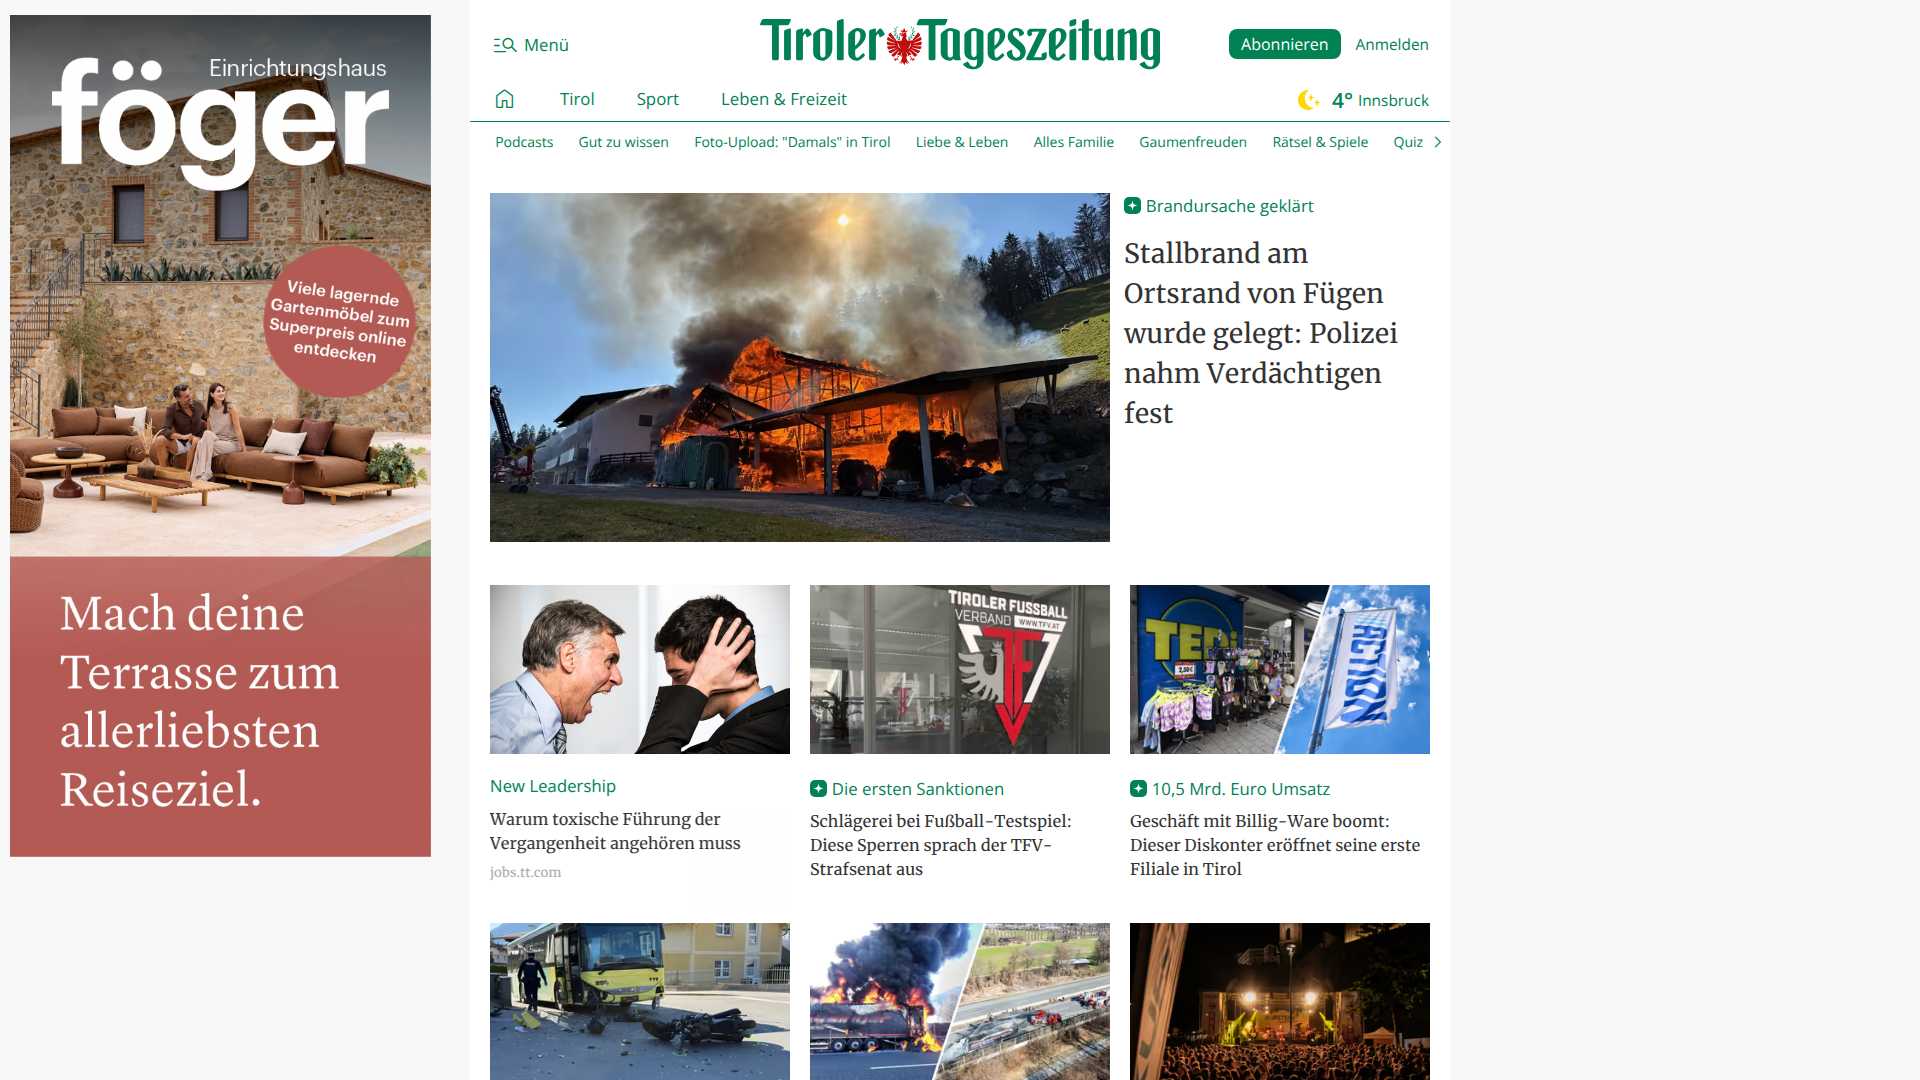 föger
Einrichtungshaus
Viele lagernde
Gartenmöbel zum
Superpreis online
entdecken
Mach deine
Terrasse zum
allerliebsten
Reiseziel.
Menü
Tiroler Tageszeitung
Abonnieren
Anmelden
Tirol
Sport
Leben & Freizeit
4° Innsbruck
Podcasts
Gut zu wissen
Foto-Upload: "Damals" in Tirol
Liebe & Leben
Alles Familie
Gaumenfreuden
Rätsel & Spiele
Quiz
Brandursache geklärt
Stallbrand am
Ortsrand von Fügen
wurde gelegt: Polizei
nahm Verdächtigen
fest
New Leadership
Warum toxische Führung der
Vergangenheit angehören muss
jobs.tt.com
TIROLER FUSSBALL
VERBAND WWW.TFV.AT
Die ersten Sanktionen
Schlägerei bei Fußball-Testspiel:
Diese Sperren sprach der TFV-
Strafsenat aus
TEDi
ACTION
10,5 Mrd. Euro Umsatz
Geschäft mit Billig-Ware boomt:
Dieser Diskonter eröffnet seine erste
Filiale in Tirol